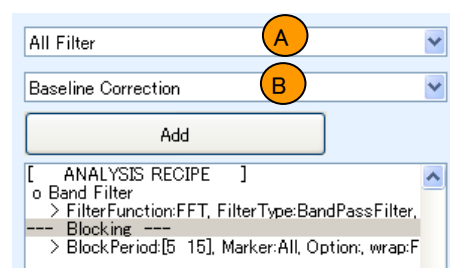 All Filter
A
Baseline Correction
B
Add
[ ANALYSIS RECIPE ]
o Band Filter
> FilterFunction:FFT, FilterType:BandPassFilter,
--- Blocking ---
> BlockPeriod:[5 15], Marker:All, Option:, wrap:F